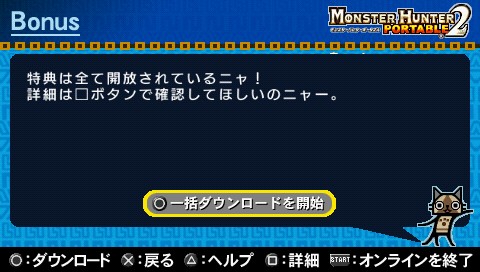 Bonus
MONSTER HUNTER
PORTABLE 2
特典は全て開放されているニャ！
詳細は□ボタンで確認してほしいのニャー。
○一括ダウンロードを開始
○:ダウンロード ×:戻る △:ヘルプ □:詳細 START:オンラインを終了